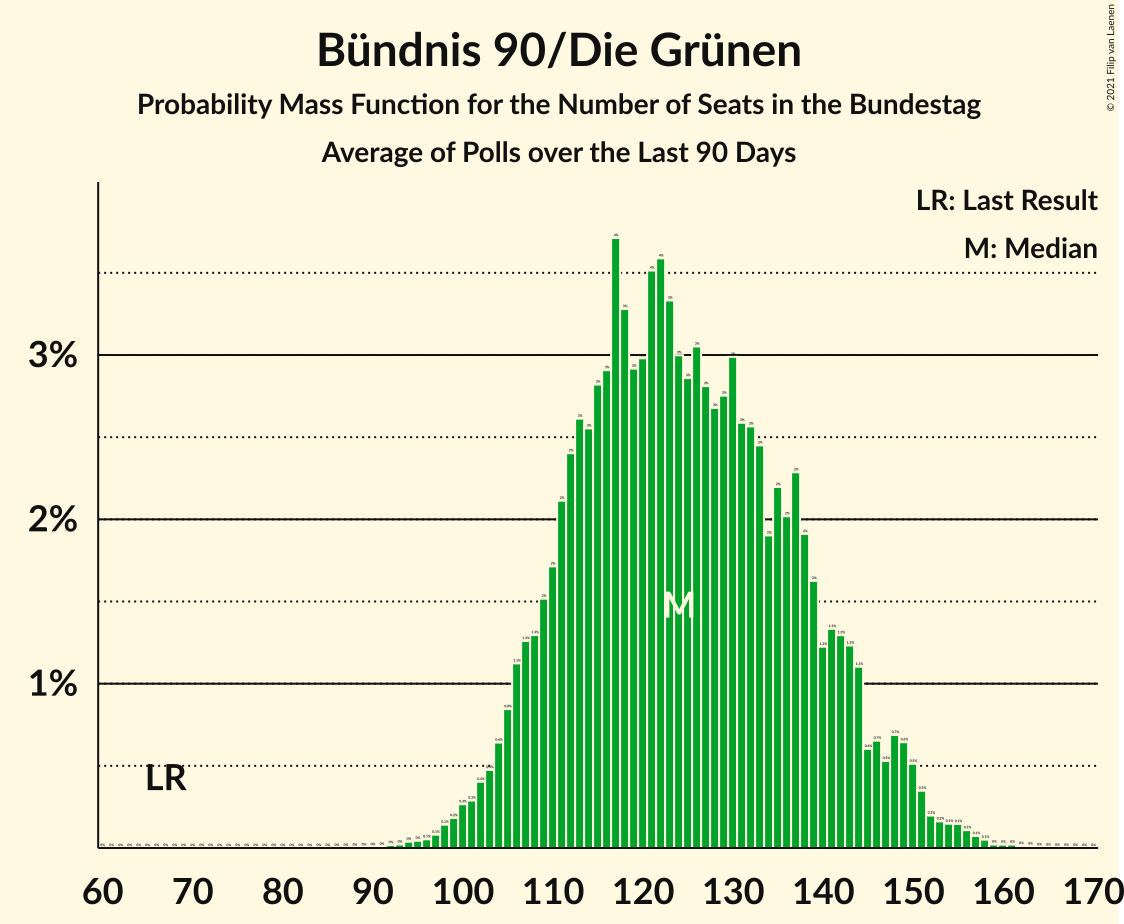 Bündnis 90/Die Grünen
Probability Mass Function for the Number of Seats in the Bundestag
Average of Polls over the Last 90 Days
© 2021 Filip van Laenen
LR: Last Result
M: Median
3%
2%
1%
LR
M
60 70 80 90 100 110 120 130 140 150 160 170